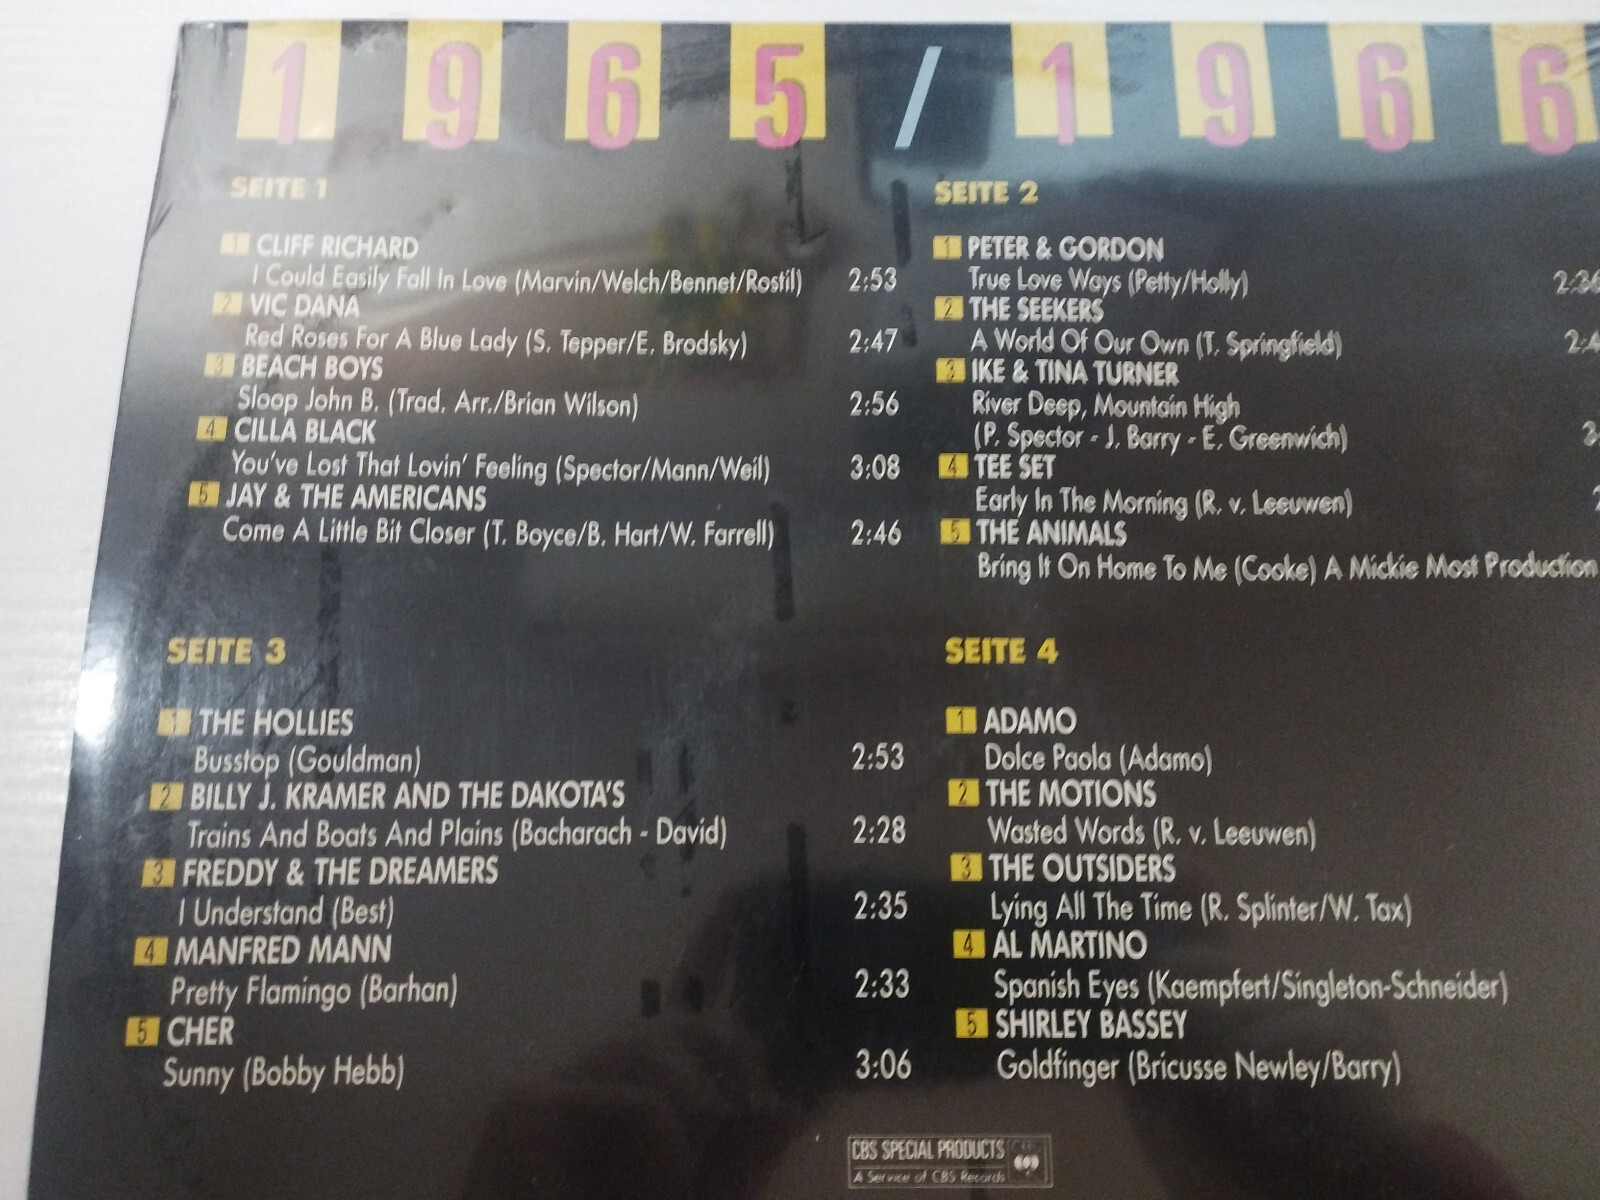 1965/1966
SEITE 1
1 CLIFF RICHARD
I Could Easily Fall In Love (Marvin/Welch/Bennet/Rostil) 2:53
2 VIC DANA
Red Roses For A Blue Lady (S. Tepper/E. Brodsky) 2:47
3 BEACH BOYS
Sloop John B. (Trad. Arr./Brian Wilson) 2:56
4 CILLA BLACK
You've Lost That Lovin' Feeling (Spector/Mann/Weil) 3:08
5 JAY & THE AMERICANS
Come A Little Bit Closer (T. Boyce/B. Hart/W. Farrell) 2:46
SEITE 2
1 PETER & GORDON
True Love Ways (Petty/Holly)
2 THE SEEKERS
A World Of Our Own (T. Springfield)
3 IKE & TINA TURNER
River Deep, Mountain High
(P. Spector - J. Barry - E. Greenwich)
4 TEE SET
Early In The Morning (R. v. Leeuwen)
5 THE ANIMALS
Bring It On Home To Me (Cooke) A Mickie Most Production
SEITE 3
1 THE HOLLIES
Busstop (Gouldman) 2:53
2 BILLY J. KRAMER AND THE DAKOTA'S
Trains And Boats And Plains (Bacharach - David) 2:28
3 FREDDY & THE DREAMERS
I Understand (Best) 2:35
4 MANFRED MANN
Pretty Flamingo (Barhan) 2:33
5 CHER
Sunny (Bobby Hebb) 3:06
SEITE 4
1 ADAMO
Dolce Paola (Adamo)
2 THE MOTIONS
Wasted Words (R. v. Leeuwen)
3 THE OUTSIDERS
Lying All The Time (R. Splinter/W. Tax)
4 AL MARTINO
Spanish Eyes (Kaempfert/Singleton-Schneider)
5 SHIRLEY BASSEY
Goldfinger (Bricusse Newley/Barry)
CBS SPECIAL PRODUCTS
A Service of CBS Records